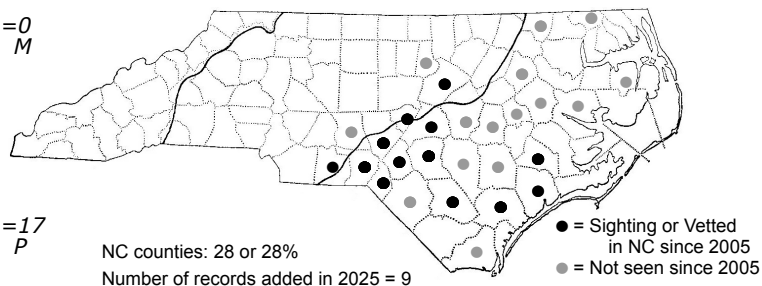 =0
M
=17
P
NC counties: 28 or 28%
Number of records added in 2025 = 9
● = Sighting or Vetted
in NC since 2005
● = Not seen since 2005